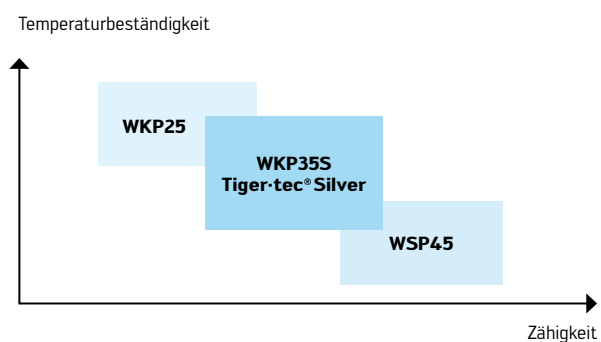 Temperaturbeständigkeit
WKP25
WKP35S
Tiger·tec® Silver
WSP45
Zähigkeit